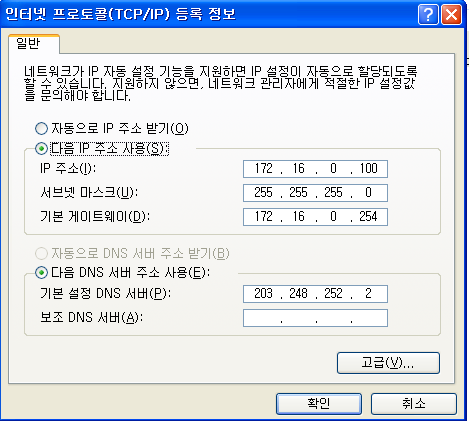 인터넷 프로토콜(TCP/IP) 등록 정보
일반
네트워크가 IP 자동 설정 기능을 지원하면 IP 설정이 자동으로 할당되도록
할 수 있습니다. 지원하지 않으면, 네트워크 관리자에게 적절한 IP 설정값
을 문의해야 합니다.
자동으로 IP 주소 받기(O)
다음 IP 주소 사용(S):
IP 주소(I): 172 . 16 . 0 . 100
서브넷 마스크(U): 255 . 255 . 255 . 0
기본 게이트웨이(D): 172 . 16 . 0 . 254
자동으로 DNS 서버 주소 받기(B)
다음 DNS 서버 주소 사용(E):
기본 설정 DNS 서버(P): 203 . 248 . 252 . 2
보조 DNS 서버(A): . . .
고급(V)...
확인 취소